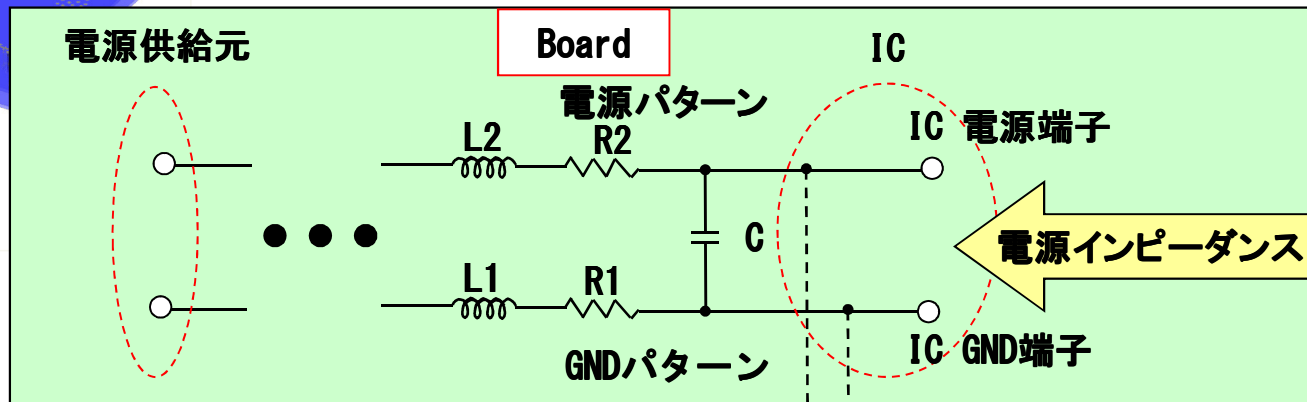 電源供給元
Board
IC
電源パターン
IC 電源端子
L2
R2
C
電源インピーダンス
L1
R1
GNDパターン
IC GND端子